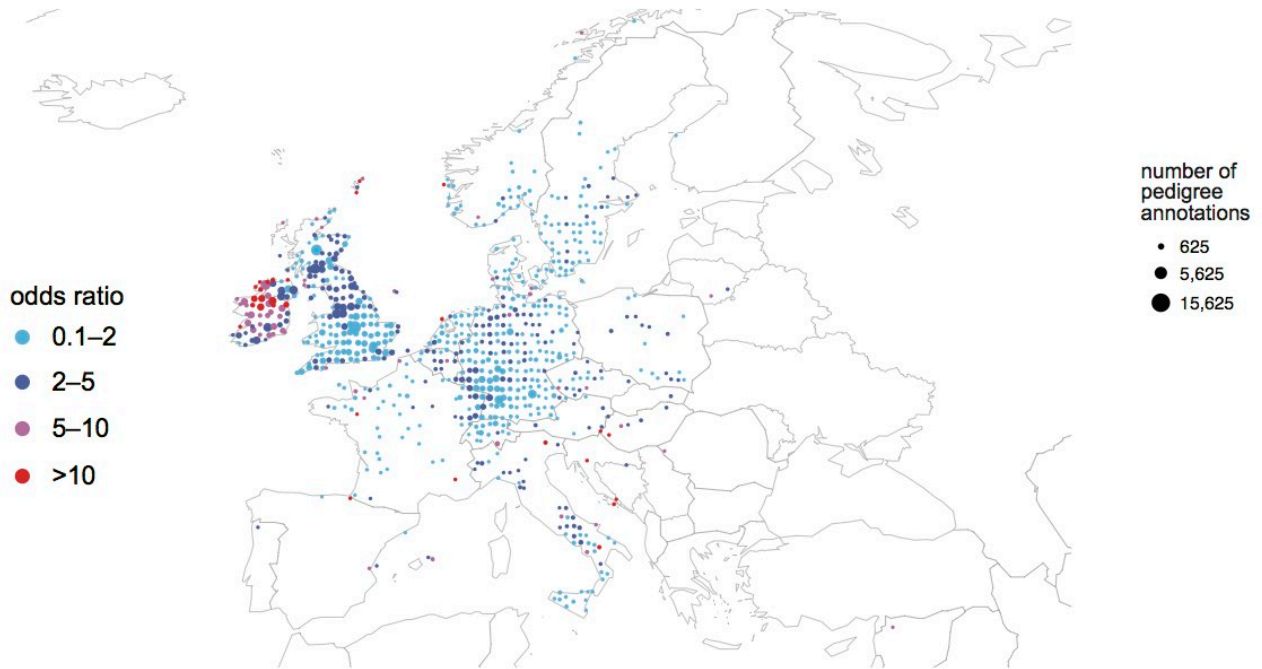 odds ratio
0.1–2
2–5
5–10
>10
number of
pedigree
annotations
625
5,625
15,625